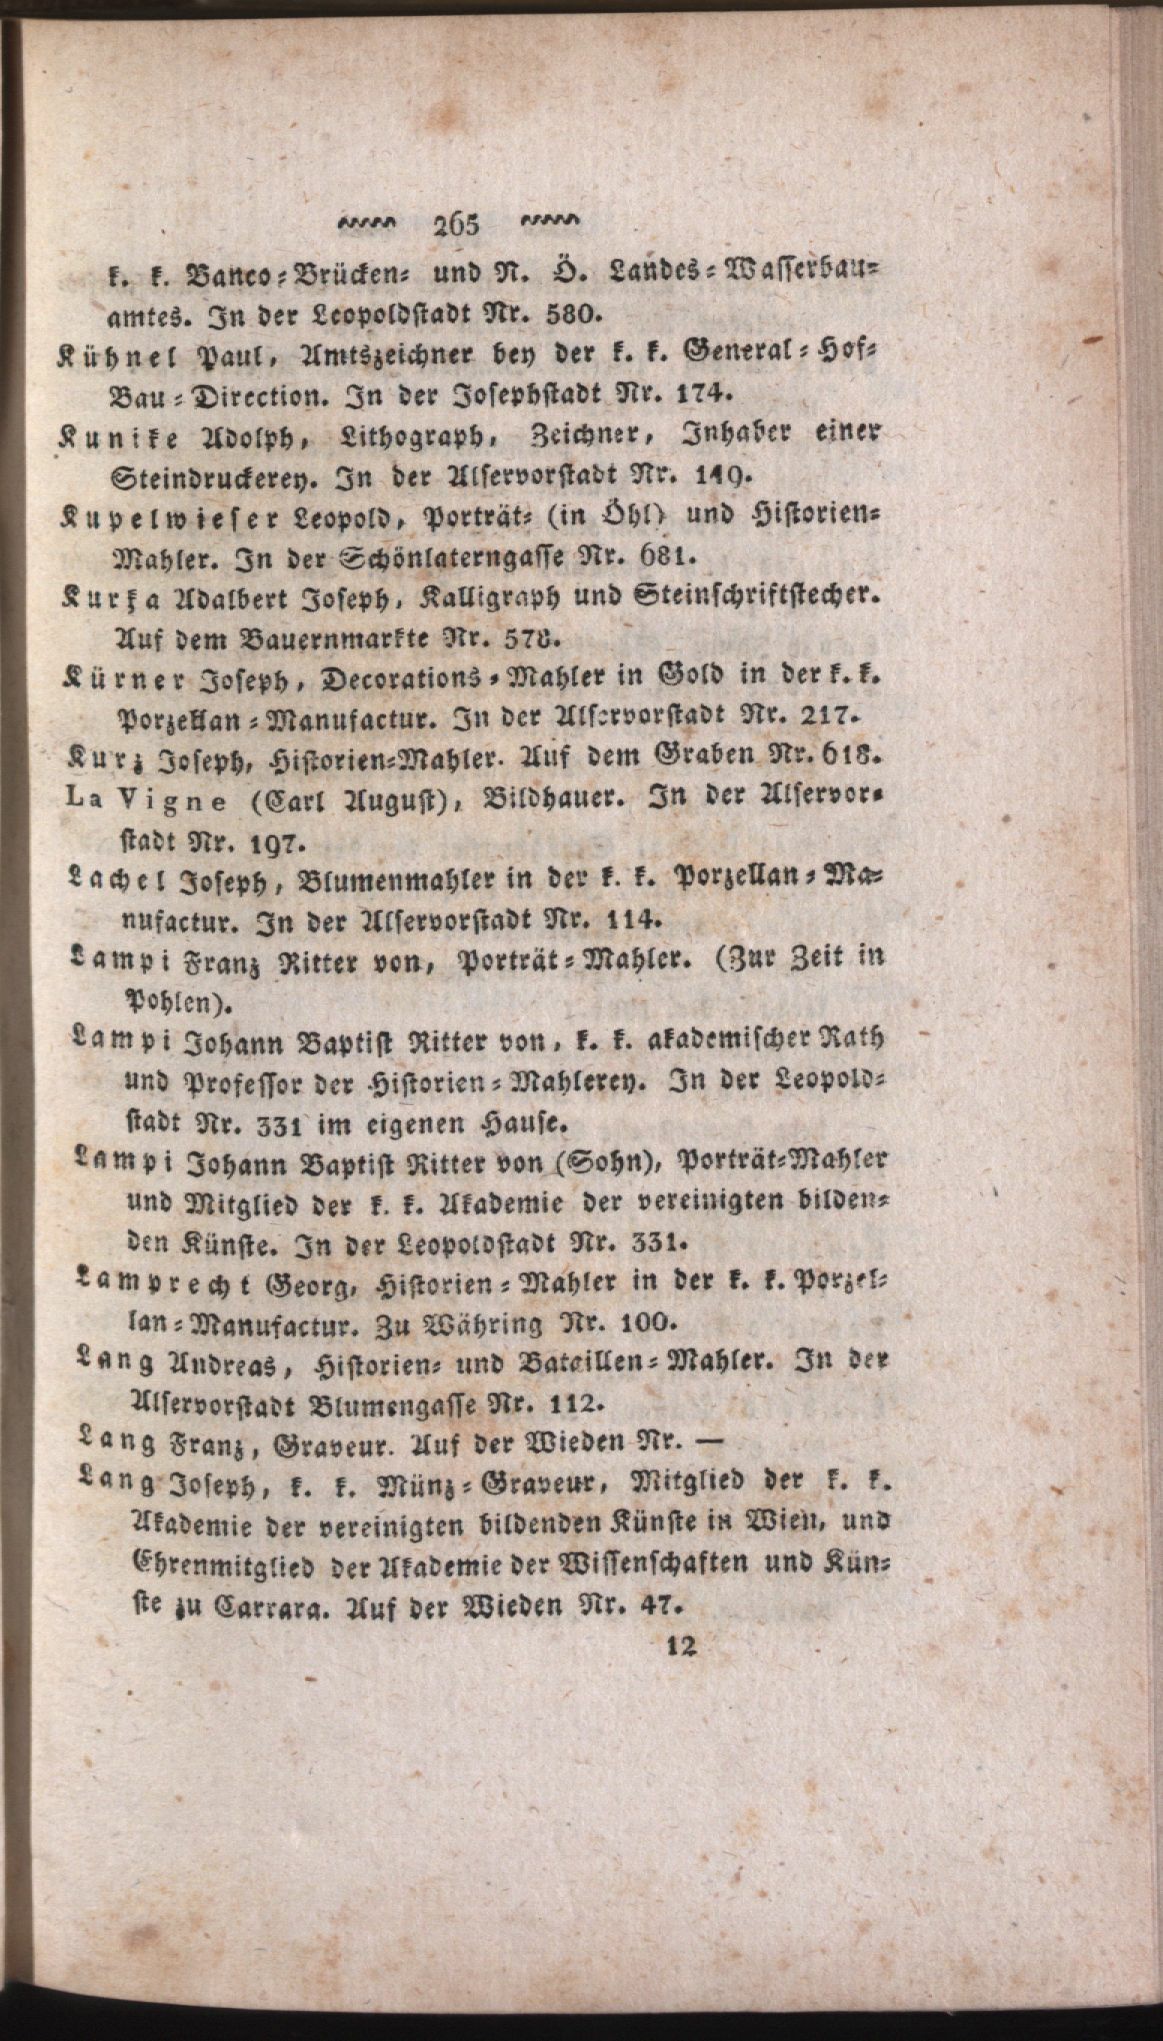 265
k. k. Banco-Brücken- und N. Ö. Landes-Wasserbau-
amtes. In der Leopoldstadt Nr. 580.
Kühnel Paul, Amtszeichner bey der k. k. General-Hof-
Bau-Direction. In der Josephstadt Nr. 174.
Kunike Adolph, Lithograph, Zeichner, Inhaber einer
Steindruckerey. In der Alservorstadt Nr. 149.
Kupelwieser Leopold, Porträt- (in Öhl) und Historien-
Mahler. In der Schönlaterngasse Nr. 681.
Kurka Adalbert Joseph, Kalligraph und Steinschriftstecher.
Auf dem Bauernmarkte Nr. 578.
Kürner Joseph, Decorations-Mahler in Gold in der k. k.
Porzellan-Manufactur. In der Alservorstadt Nr. 217.
Kurz Joseph, Historien-Mahler. Auf dem Graben Nr. 618.
La Vigne (Carl August), Bildhauer. In der Alservor-
stadt Nr. 197.
Lachel Joseph, Blumenmahler in der k. k. Porzellan-Ma-
nufactur. In der Alservorstadt Nr. 114.
Lampi Franz Ritter von, Porträt-Mahler. (Zur Zeit in
Pohlen).
Lampi Johann Baptist Ritter von, k. k. akademischer Rath
und Professor der Historien-Mahlerey. In der Leopold-
stadt Nr. 331 im eigenen Hause.
Lampi Johann Baptist Ritter von (Sohn), Porträt-Mahler
und Mitglied der k. k. Akademie der vereinigten bilden-
den Künste. In der Leopoldstadt Nr. 331.
Lamprecht Georg, Historien-Mahler in der k. k. Porzel-
lan-Manufactur. Zu Währing Nr. 100.
Lang Andreas, Historien- und Bataillen-Mahler. In der
Alservorstadt Blumengasse Nr. 112.
Lang Franz, Graveur. Auf der Wieden Nr. —
Lang Joseph, k. k. Münz-Graveur, Mitglied der k. k.
Akademie der vereinigten bildenden Künste in Wien, und
Ehrenmitglied der Akademie der Wissenschaften und Kün-
ste zu Carrara. Auf der Wieden Nr. 47.
12